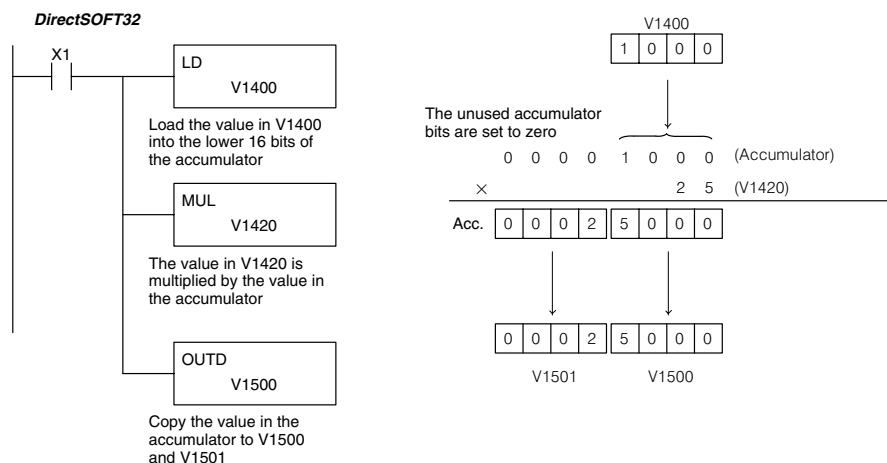 DirectSOFT32
X1
LD
V1400
Load the value in V1400
into the lower 16 bits of
the accumulator
MUL
V1420
The value in V1420 is
multiplied by the value in
the accumulator
OUTD
V1500
Copy the value in the
accumulator to V1500
and V1501
V1400
1 0 0 0
The unused accumulator
bits are set to zero
0 0 0 0 1 0 0 0 (Accumulator)
× 2 5 (V1420)
Acc. 0 0 0 2 5 0 0 0
0 0 0 2 5 0 0 0
V1501 V1500